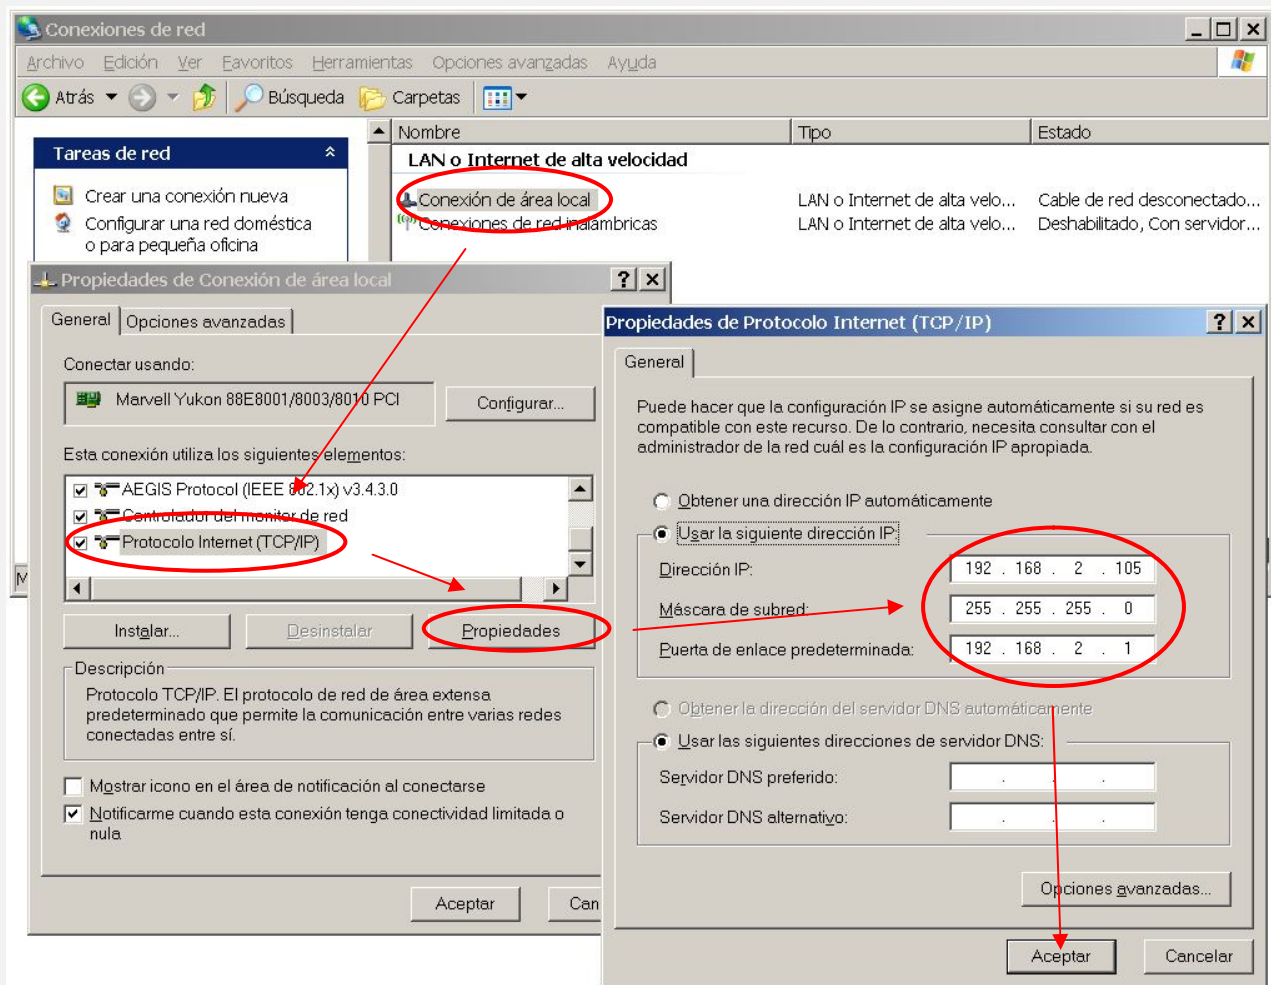 Conexiones de red
Archivo Edición Ver Favoritos Herramientas Opciones avanzadas Ayuda
Atrás Búsqueda Carpetas
Nombre Tipo Estado
Tareas de red
LAN o Internet de alta velocidad
Crear una conexión nueva
Configurar una red doméstica
o para pequeña oficina
Conexión de área local LAN o Internet de alta velo... Cable de red desconectado...
Conexiones de red inalámbricas LAN o Internet de alta velo... Deshabilitado, Con servidor...
Propiedades de Conexión de área local
General Opciones avanzadas
Conectar usando:
Marvell Yukon 88E8001/8003/8010 PCI
Configurar...
Esta conexión utiliza los siguientes elementos:
AEGIS Protocol (IEEE 802.1x) v3.4.3.0
Controlador del monitor de red
Protocolo Internet (TCP/IP)
Instalar... Desinstalar Propiedades
Descripción
Protocolo TCP/IP. El protocolo de red de área extensa
predeterminado que permite la comunicación entre varias redes
conectadas entre sí.
Mostrar icono en el área de notificación al conectarse
Notificarme cuando esta conexión tenga conectividad limitada o
nula
Aceptar Can
Propiedades de Protocolo Internet (TCP/IP)
General
Puede hacer que la configuración IP se asigne automáticamente si su red es
compatible con este recurso. De lo contrario, necesita consultar con el
administrador de la red cuál es la configuración IP apropiada.
Obtener una dirección IP automáticamente
Usar la siguiente dirección IP:
Dirección IP: 192 . 168 . 2 . 105
Máscara de subred: 255 . 255 . 255 . 0
Puerta de enlace predeterminada: 192 . 168 . 2 . 1
Obtener la dirección del servidor DNS automáticamente
Usar las siguientes direcciones de servidor DNS:
Servidor DNS preferido: . . .
Servidor DNS alternativo: . . .
Opciones avanzadas...
Aceptar Cancelar